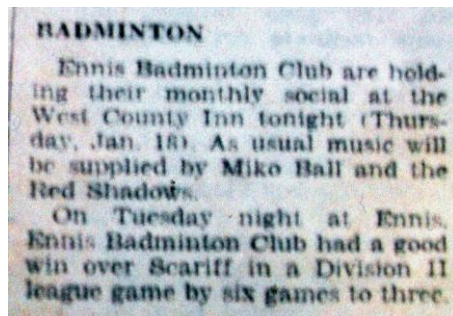 BADMINTON
Ennis Badminton Club are hold-
ing their monthly social at the
West County Inn tonight (Thurs-
day, Jan. 18). As usual music will
be supplied by Miko Ball and the
Red Shadows.
On Tuesday night at Ennis,
Ennis Badminton Club had a good
win over Scariff in a Division II
league game by six games to three.